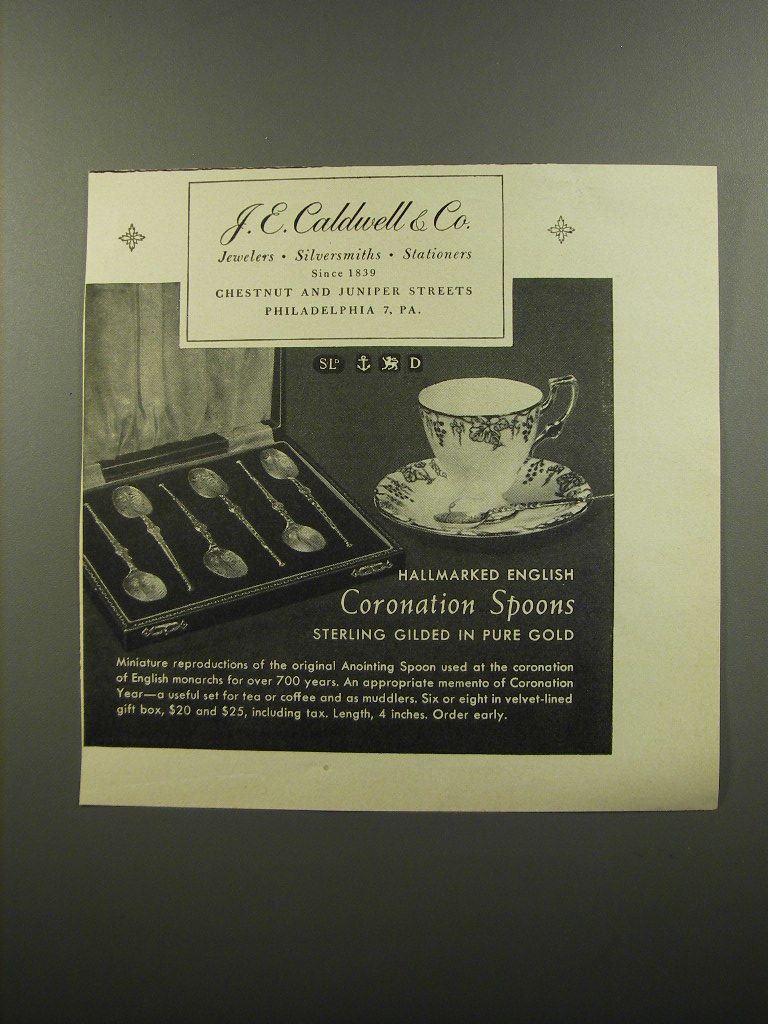 J. E. Caldwell & Co.
Jewelers • Silversmiths • Stationers
Since 1839
CHESTNUT AND JUNIPER STREETS
PHILADELPHIA 7, PA.
SLD D
HALLMARKED ENGLISH
Coronation Spoons
STERLING GILDED IN PURE GOLD
Miniature reproductions of the original Anointing Spoon used at the coronation
of English monarchs for over 700 years. An appropriate memento of Coronation
Year—a useful set for tea or coffee and as muddlers. Six or eight in velvet-lined
gift box, $20 and $25, including tax. Length, 4 inches. Order early.